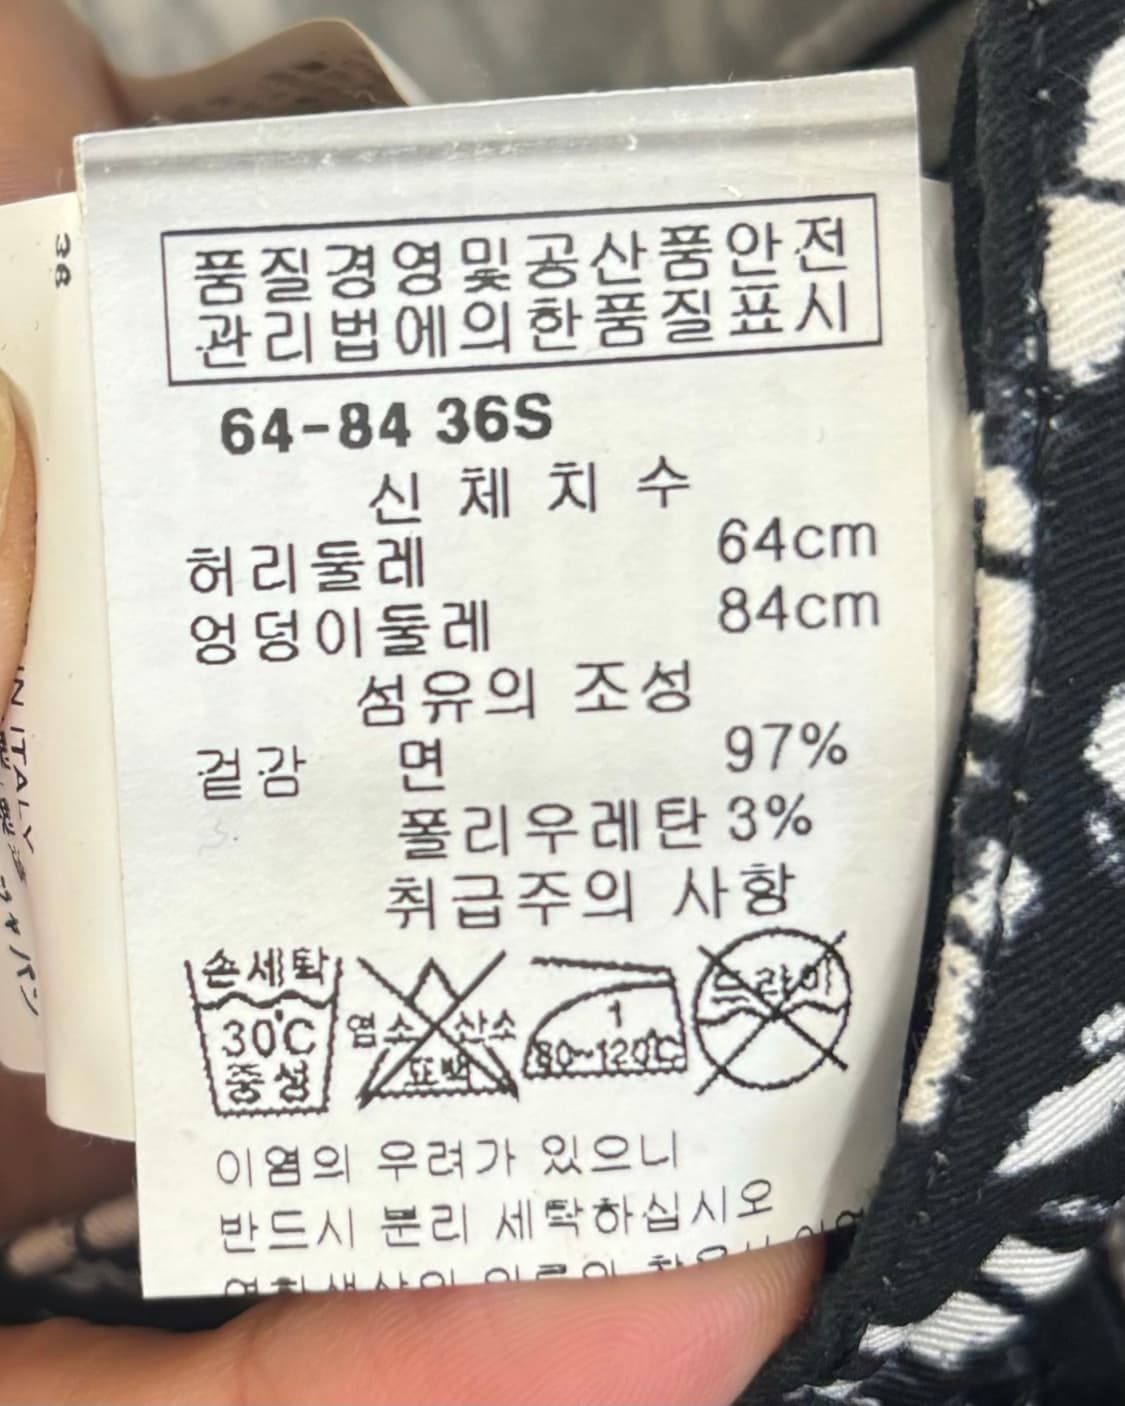 품질경영및공산품안전
관리법에의한품질표시
64-84 36S
신체치수
허리둘레 64cm
엉덩이둘레 84cm
섬유의 조성
겉감 면 97%
폴리우레탄 3%
취급주의 사항
손세탁
30℃
중성
염소 산소
표백
1
80~120℃
드라이
이염의 우려가 있으니
반드시 분리 세탁하십시오
38
IN ITALY